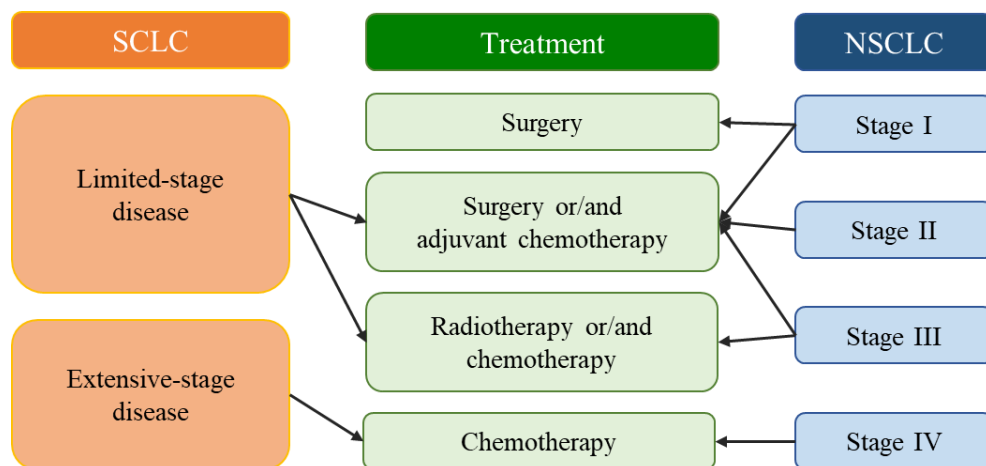 SCLC
Treatment
NSCLC
Limited-stage
disease
Extensive-stage
disease
Surgery
Surgery or/and
adjuvant chemotherapy
Radiotherapy or/and
chemotherapy
Chemotherapy
Stage I
Stage II
Stage III
Stage IV